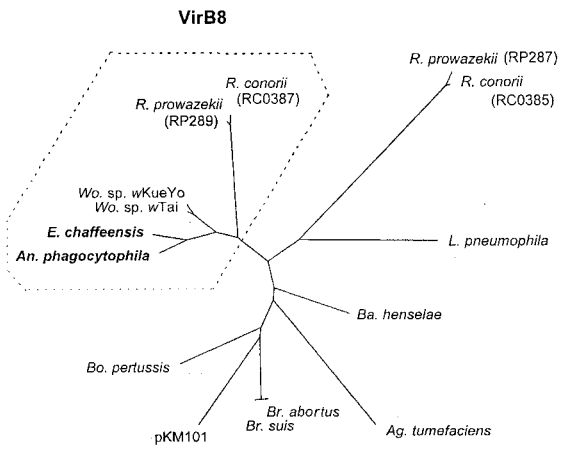 VirB8
R. prowazekii (RP287)
R. conorii
(RC0385)
R. conorii
(RC0387)
R. prowazekii
(RP289)
Wo. sp. wKueYo
Wo. sp. wTai
E. chaffeensis
An. phagocytophila
L. pneumophila
Ba. henselae
Bo. pertussis
Br. abortus
Br. suis
pKM101
Ag. tumefaciens